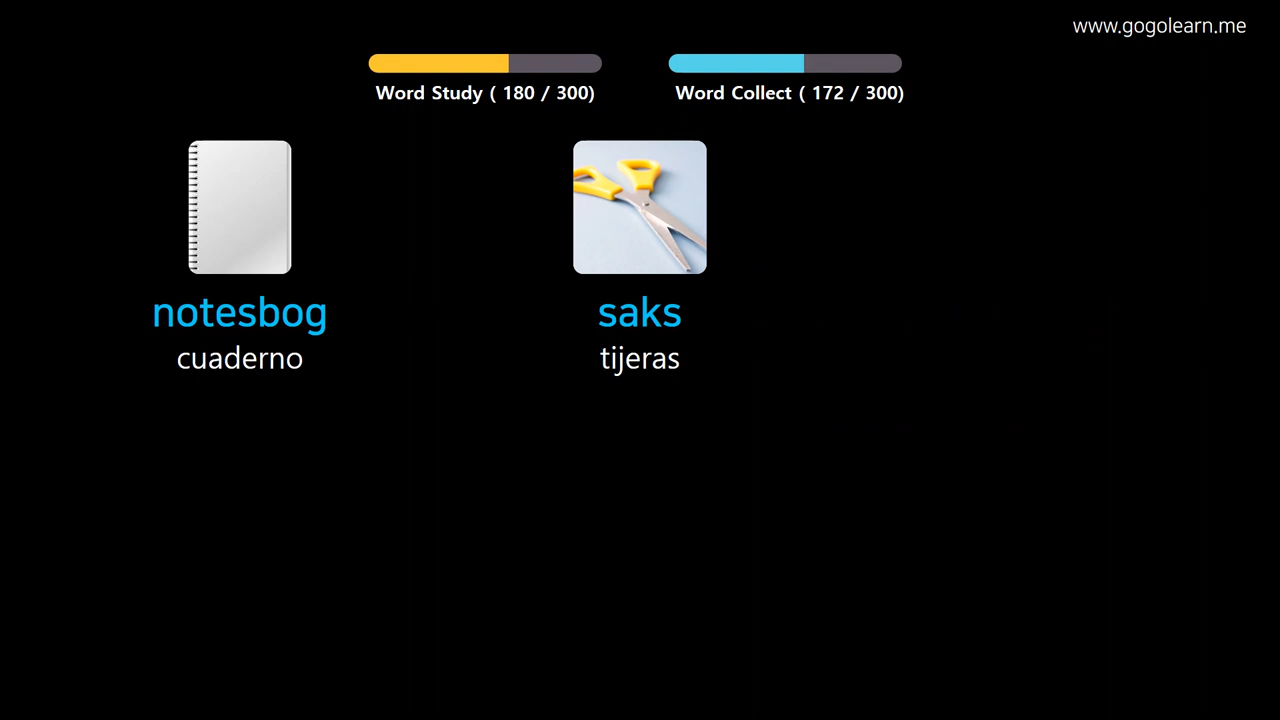 www.gogolearn.me
Word Study ( 180 / 300)
Word Collect ( 172 / 300)
notesbog
cuaderno
saks
tijeras